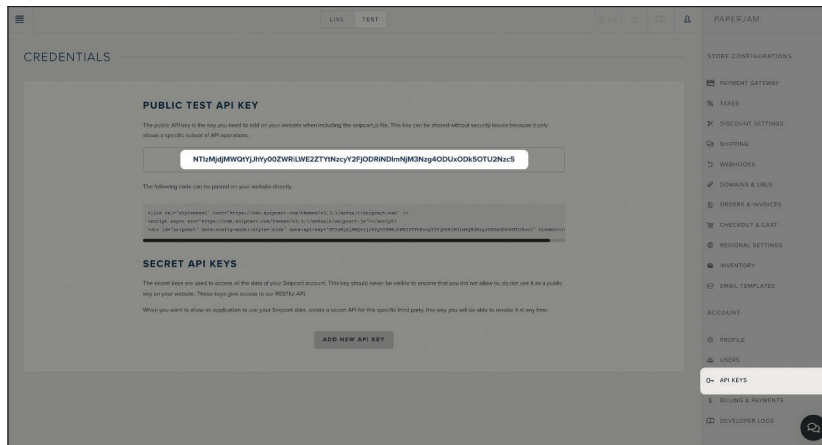 LIVE TEST
PAPERJAM
CREDENTIALS
PUBLIC TEST API KEY
The public API key is the key you need to add on your website when including the snipcart.js file. This key can be shared without security issues because it only
allows a specific subset of API operations.
The following code can be pasted on your website directly.
SECRET API KEYS
The secret keys are used to access all the data of your Snipcart account. This key should never be visible to anyone that you did not allow to, do not use it as a public
key on your website. These keys give access to our RESTful API.
When you want to allow an application to use your Snipcart data, create a secret API for this specific third party, this way you will be able to revoke it in any time.
ADD NEW API KEY
STORE CONFIGURATIONS
PAYMENT GATEWAY
TAXES
DISCOUNT SETTINGS
SHIPPING
WEBHOOKS
DOMAINS & URLS
ORDERS & INVOICES
CHECKOUT & CART
REGIONAL SETTINGS
INVENTORY
EMAIL TEMPLATES
ACCOUNT
PROFILE
USERS
API KEYS
BILLING & PAYMENTS
DEVELOPER LOGS